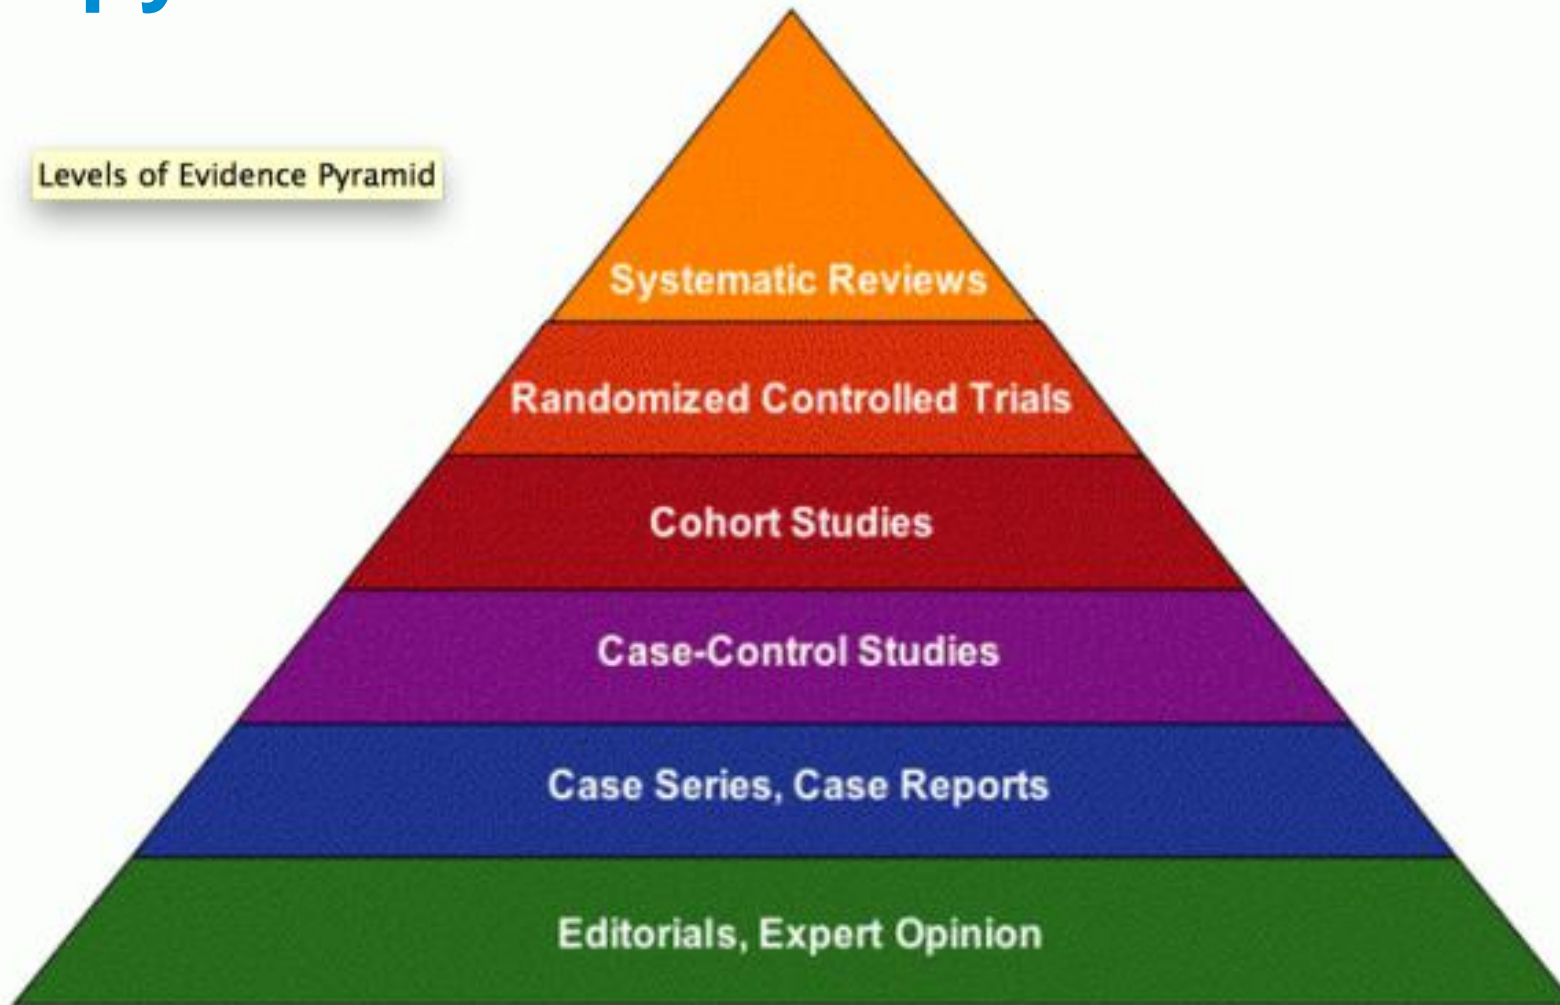 Levels of Evidence Pyramid
Systematic Reviews
Randomized Controlled Trials
Cohort Studies
Case-Control Studies
Case Series, Case Reports
Editorials, Expert Opinion